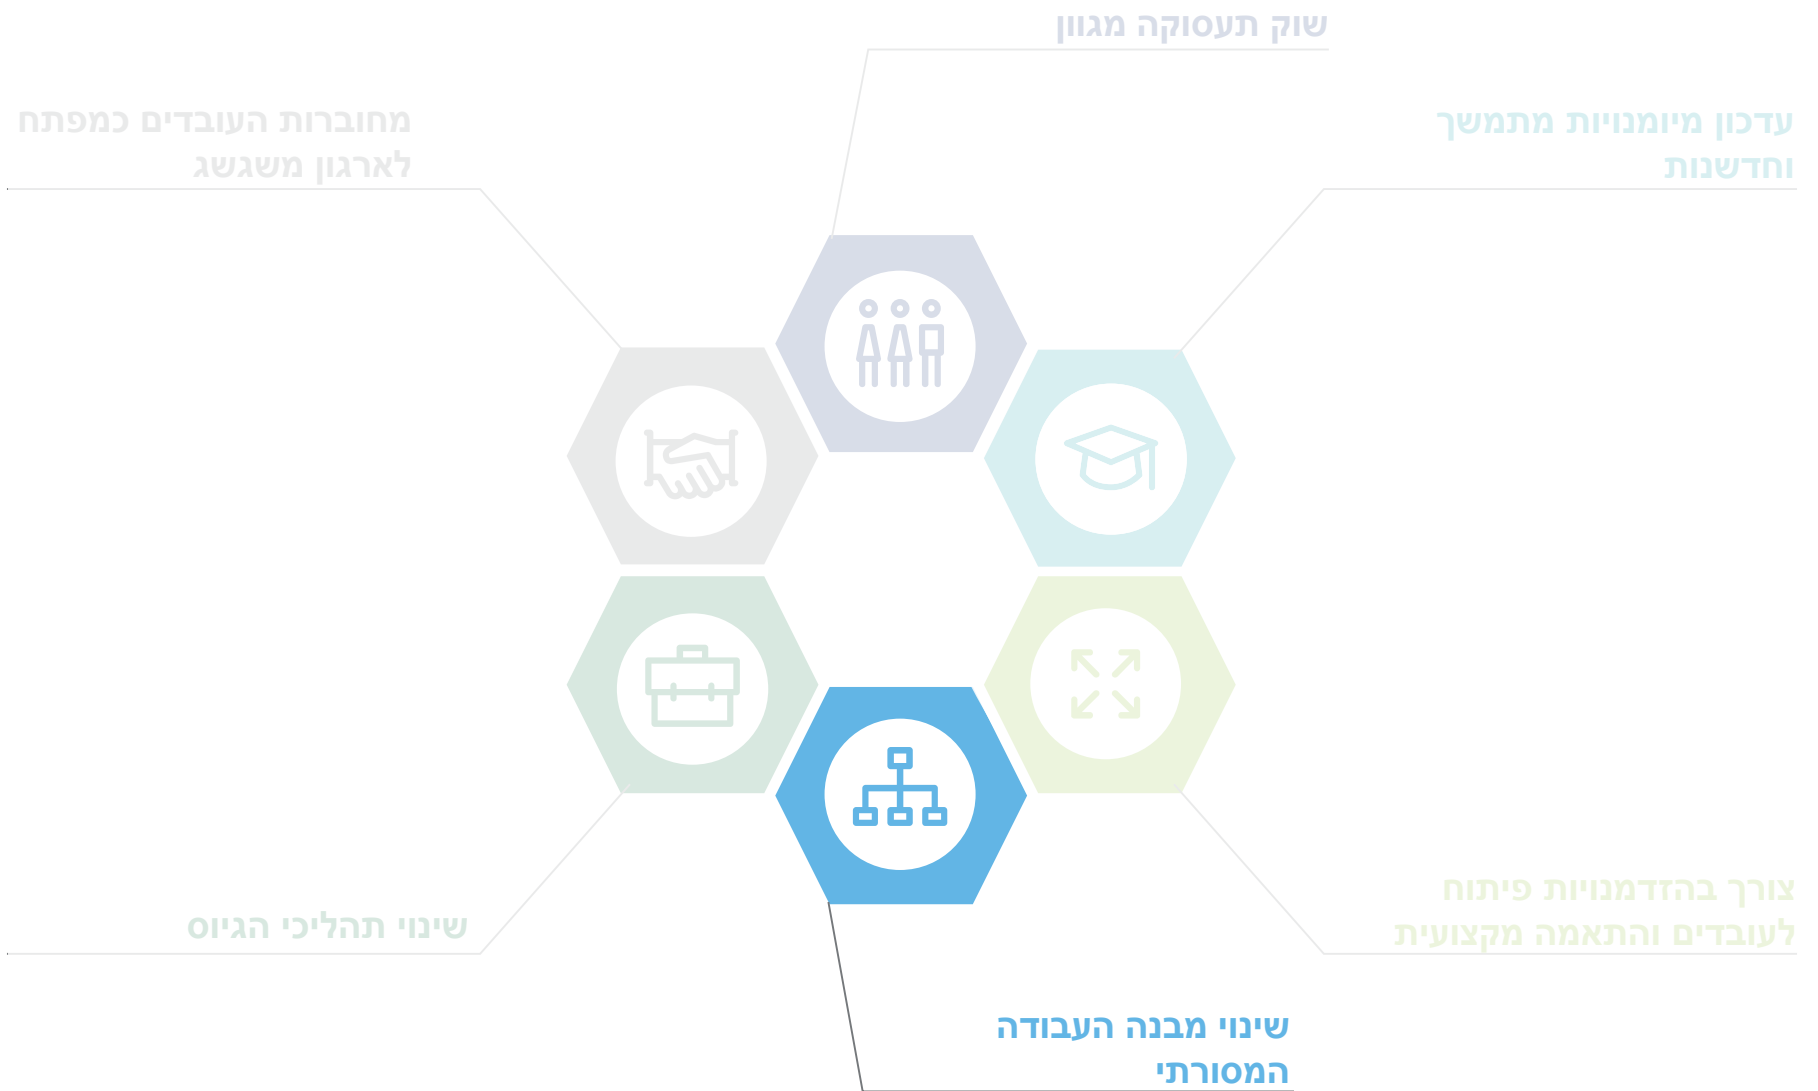 שוק תעסוקה מגוון
עדכון מיומנויות מתמשך
וחדשנות
מחוברות העובדים כמפתח
לארגון משגשג
צורך בהזדמנויות פיתוח
לעובדים והתאמה מקצועית
שינוי תהליכי הגיוס
שינוי מבנה העבודה
המסורתי